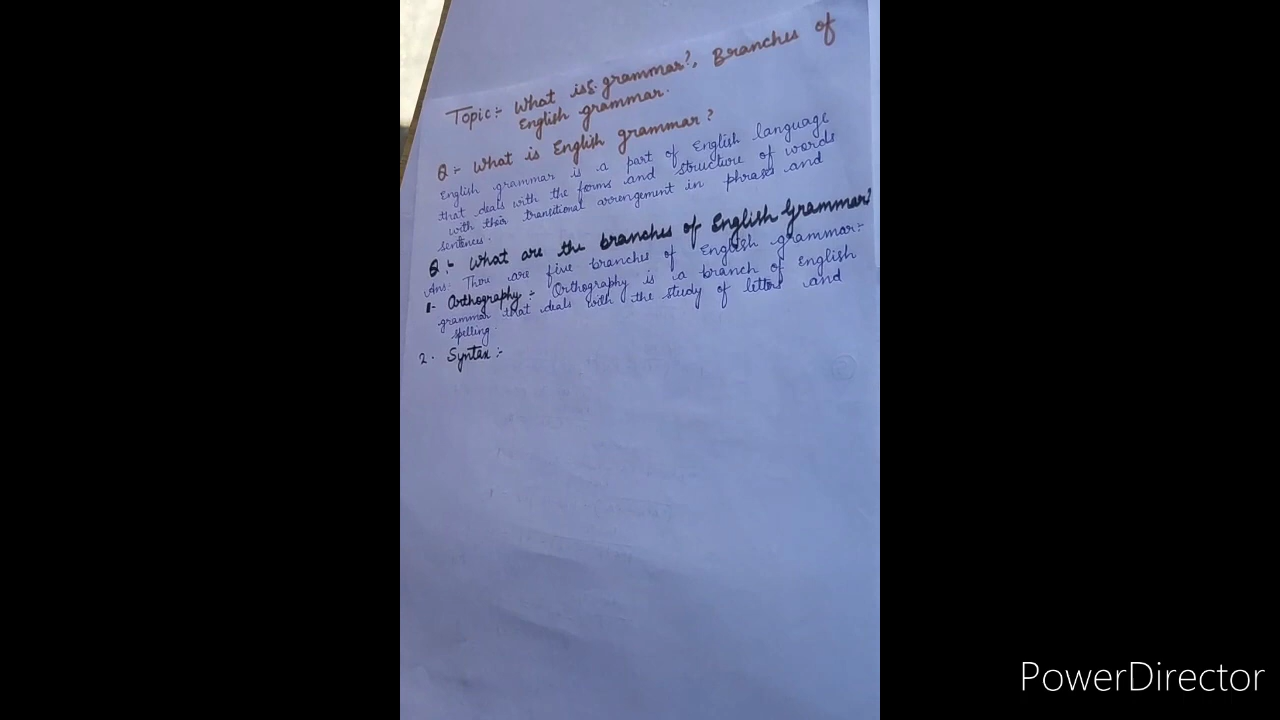 Topic:- What is grammar?, Branches of
English grammar.
Q:- What is English grammar?
English grammar is a part of English language
that deals with the forms and structure of words
with their transitional arrengement in phrases and
sentences.
Q:- What are the branches of English Grammar?
Ans:- There are five branches of English grammar:-
1- Orthography:- Orthography is a branch of English
grammar that deals with the study of letters and
spelling.
2. Syntax:-
PowerDirector